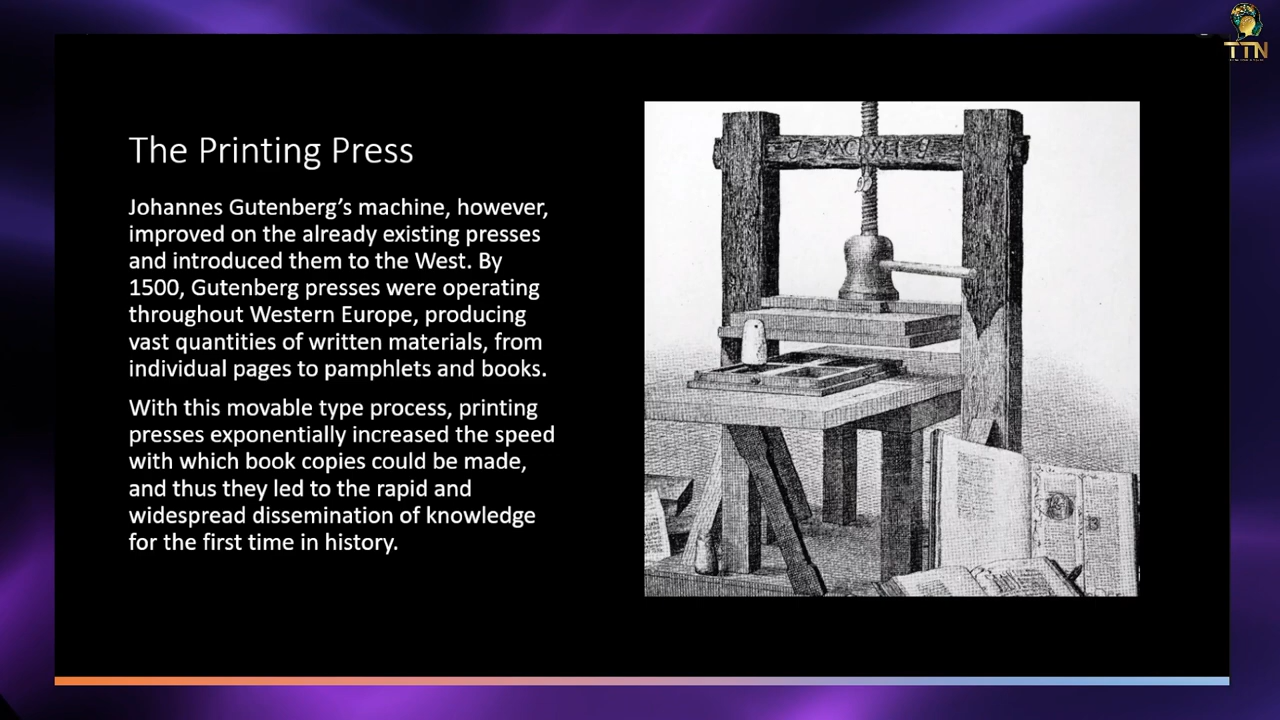 TTN
The Printing Press
Johannes Gutenberg’s machine, however,
improved on the already existing presses
and introduced them to the West. By
1500, Gutenberg presses were operating
throughout Western Europe, producing
vast quantities of written materials, from
individual pages to pamphlets and books.
With this movable type process, printing
presses exponentially increased the speed
with which book copies could be made,
and thus they led to the rapid and
widespread dissemination of knowledge
for the first time in history.